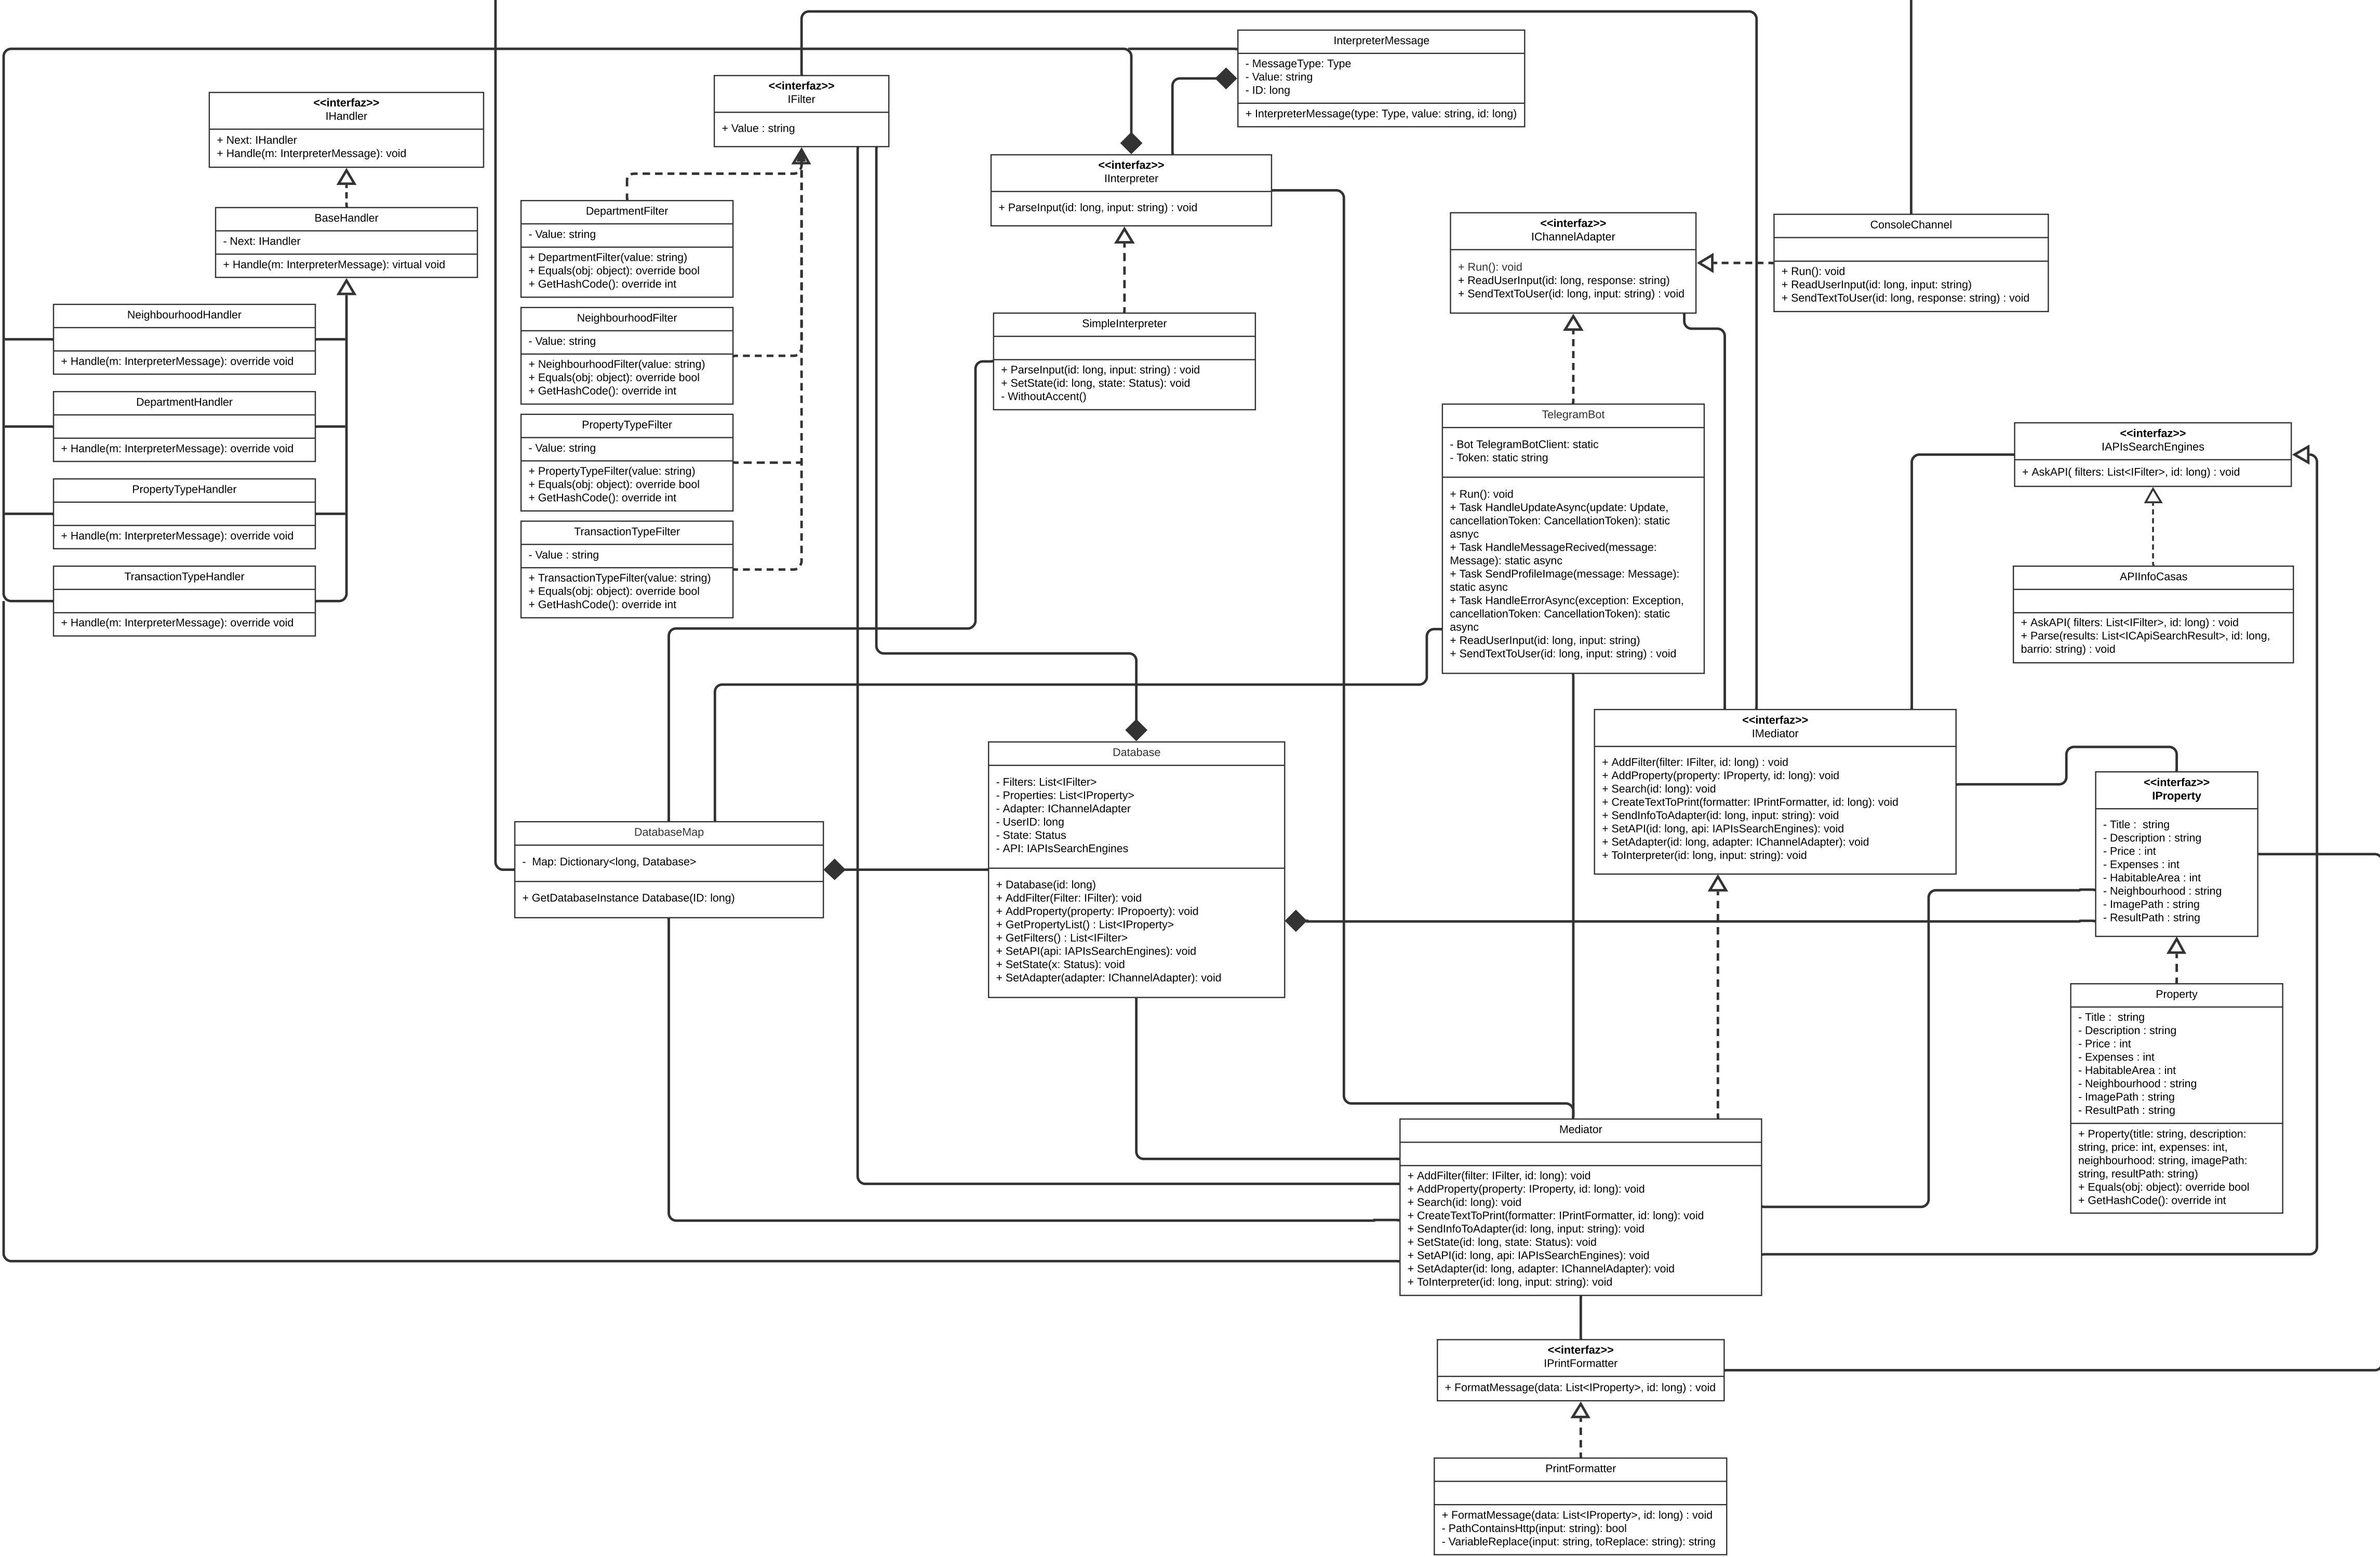 InterpreterMessage
- MessageType: Type
- Value: string
- ID: long
+ InterpreterMessage(type: Type, value: string, id: long)
<<interfaz>>
IHandler
+ Next: IHandler
+ Handle(m: InterpreterMessage): void
BaseHandler
- Next: IHandler
+ Handle(m: InterpreterMessage): virtual void
NeighbourhoodHandler
+ Handle(m: InterpreterMessage): override void
DepartmentHandler
+ Handle(m: InterpreterMessage): override void
PropertyTypeHandler
+ Handle(m: InterpreterMessage): override void
TransactionTypeHandler
+ Handle(m: InterpreterMessage): override void
<<interfaz>>
IFilter
+ Value : string
DepartmentFilter
- Value: string
+ DepartmentFilter(value: string)
+ Equals(obj: object): override bool
+ GetHashCode(): override int
NeighbourhoodFilter
- Value: string
+ NeighbourhoodFilter(value: string)
+ Equals(obj: object): override bool
+ GetHashCode(): override int
PropertyTypeFilter
- Value: string
+ PropertyTypeFilter(value: string)
+ Equals(obj: object): override bool
+ GetHashCode(): override int
TransactionTypeFilter
- Value : string
+ TransactionTypeFilter(value: string)
+ Equals(obj: object): override bool
+ GetHashCode(): override int
<<interfaz>>
IInterpreter
+ ParseInput(id: long, input: string) : void
SimpleInterpreter
+ ParseInput(id: long, input: string) : void
+ SetState(id: long, state: Status): void
- WithoutAccent()
<<interfaz>>
IChannelAdapter
+ Run(): void
+ ReadUserInput(id: long, response: string)
+ SendTextToUser(id: long, input: string) : void
ConsoleChannel
+ Run(): void
+ ReadUserInput(id: long, input: string)
+ SendTextToUser(id: long, response: string) : void
TelegramBot
- Bot TelegramBotClient: static
- Token: static string
+ Run(): void
+ Task HandleUpdateAsync(update: Update,
cancellationToken: CancellationToken): static
asnyc
+ Task HandleMessageRecived(message:
Message): static async
+ Task SendProfileImage(message: Message):
static async
+ Task HandleErrorAsync(exception: Exception,
cancellationToken: CancellationToken): static
async
+ ReadUserInput(id: long, input: string)
+ SendTextToUser(id: long, input: string) : void
<<interfaz>>
IAPIsSearchEngines
+ AskAPI( filters: List<IFilter>, id: long) : void
APIInfoCasas
+ AskAPI( filters: List<IFilter>, id: long) : void
+ Parse(results: List<ICApiSearchResult>, id: long,
barrio: string) : void
DatabaseMap
-  Map: Dictionary<long, Database>
+ GetDatabaseInstance Database(ID: long)
Database
- Filters: List<IFilter>
- Properties: List<IProperty>
- Adapter: IChannelAdapter
- UserID: long
- State: Status
- API: IAPIsSearchEngines
+ Database(id: long)
+ AddFilter(Filter: IFilter): void
+ AddProperty(property: IPropoerty): void
+ GetPropertyList() : List<IProperty>
+ GetFilters() : List<IFilter>
+ SetAPI(api: IAPIsSearchEngines): void
+ SetState(x: Status): void
+ SetAdapter(adapter: IChannelAdapter): void
<<interfaz>>
IMediator
+ AddFilter(filter: IFilter, id: long) : void
+ AddProperty(property: IProperty, id: long): void
+ Search(id: long): void
+ CreateTextToPrint(formatter: IPrintFormatter, id: long): void
+ SendInfoToAdapter(id: long, input: string): void
+ SetAPI(id: long, api: IAPIsSearchEngines): void
+ SetAdapter(id: long, adapter: IChannelAdapter): void
+ ToInterpreter(id: long, input: string): void
<<interfaz>>
IProperty
- Title :  string
- Description : string
- Price : int
- Expenses : int
- HabitableArea : int
- Neighbourhood : string
- ImagePath : string
- ResultPath : string
Property
- Title :  string
- Description : string
- Price : int
- Expenses : int
- HabitableArea : int
- Neighbourhood : string
- ImagePath : string
- ResultPath : string
+ Property(title: string, description:
string, price: int, expenses: int,
neighbourhood: string, imagePath:
string, resultPath: string)
+ Equals(obj: object): override bool
+ GetHashCode(): override int
Mediator
+ AddFilter(filter: IFilter, id: long): void
+ AddProperty(property: IProperty, id: long): void
+ Search(id: long): void
+ CreateTextToPrint(formatter: IPrintFormatter, id: long): void
+ SendInfoToAdapter(id: long, input: string): void
+ SetState(id: long, state: Status): void
+ SetAPI(id: long, api: IAPIsSearchEngines): void
+ SetAdapter(id: long, adapter: IChannelAdapter): void
+ ToInterpreter(id: long, input: string): void
<<interfaz>>
IPrintFormatter
+ FormatMessage(data: List<IProperty>, id: long) : void
PrintFormatter
+ FormatMessage(data: List<IProperty>, id: long) : void
- PathContainsHttp(input: string): bool
- VariableReplace(input: string, toReplace: string): string